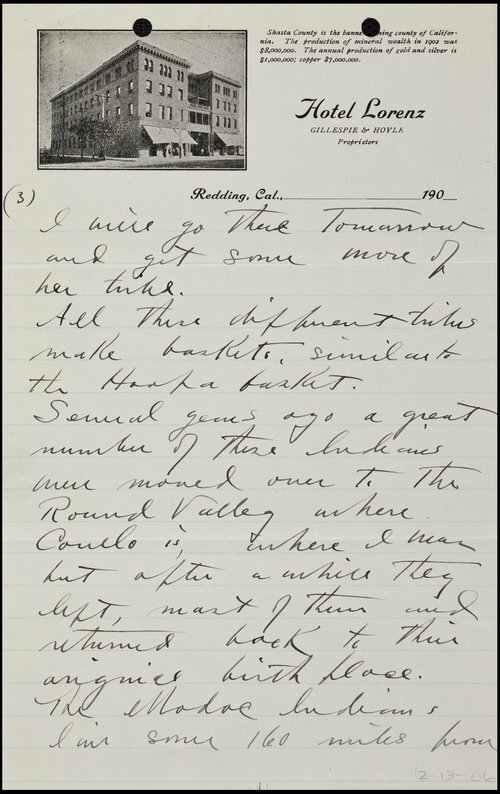 Shasta County is the banner mining county of Califor-
nia. The production of mineral wealth in 1902 was
$8,000,000. The annual production of gold and silver is
$1,000,000; copper $7,000,000.
Hotel Lorenz
GILLESPIE & HOYLE
Proprietors
Redding, Cal., 190
(3)
I will go there Tomorrow
and get some more of
her tribe.
All these different tribes
make baskets, similar to
the Hoopa basket.
Several years ago a great
number of these Indians
were moved over to the
Round Valley where
Covello is, where I was
but after a while they
left, most of them and
returned back to their
original birth place.
The Modoc Indians
live some 160 miles from
12-13-06